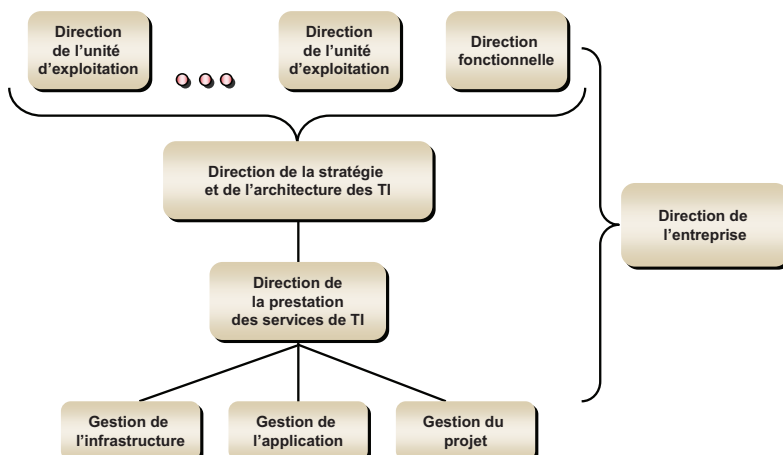 Direction
de l'unité
d'exploitation
Direction
de l'unité
d'exploitation
Direction
fonctionnelle
Direction de la stratégie
et de l'architecture des TI
Direction de
l'entreprise
Direction de
la prestation
des services de TI
Gestion de
l'infrastructure
Gestion de
l'application
Gestion du
projet